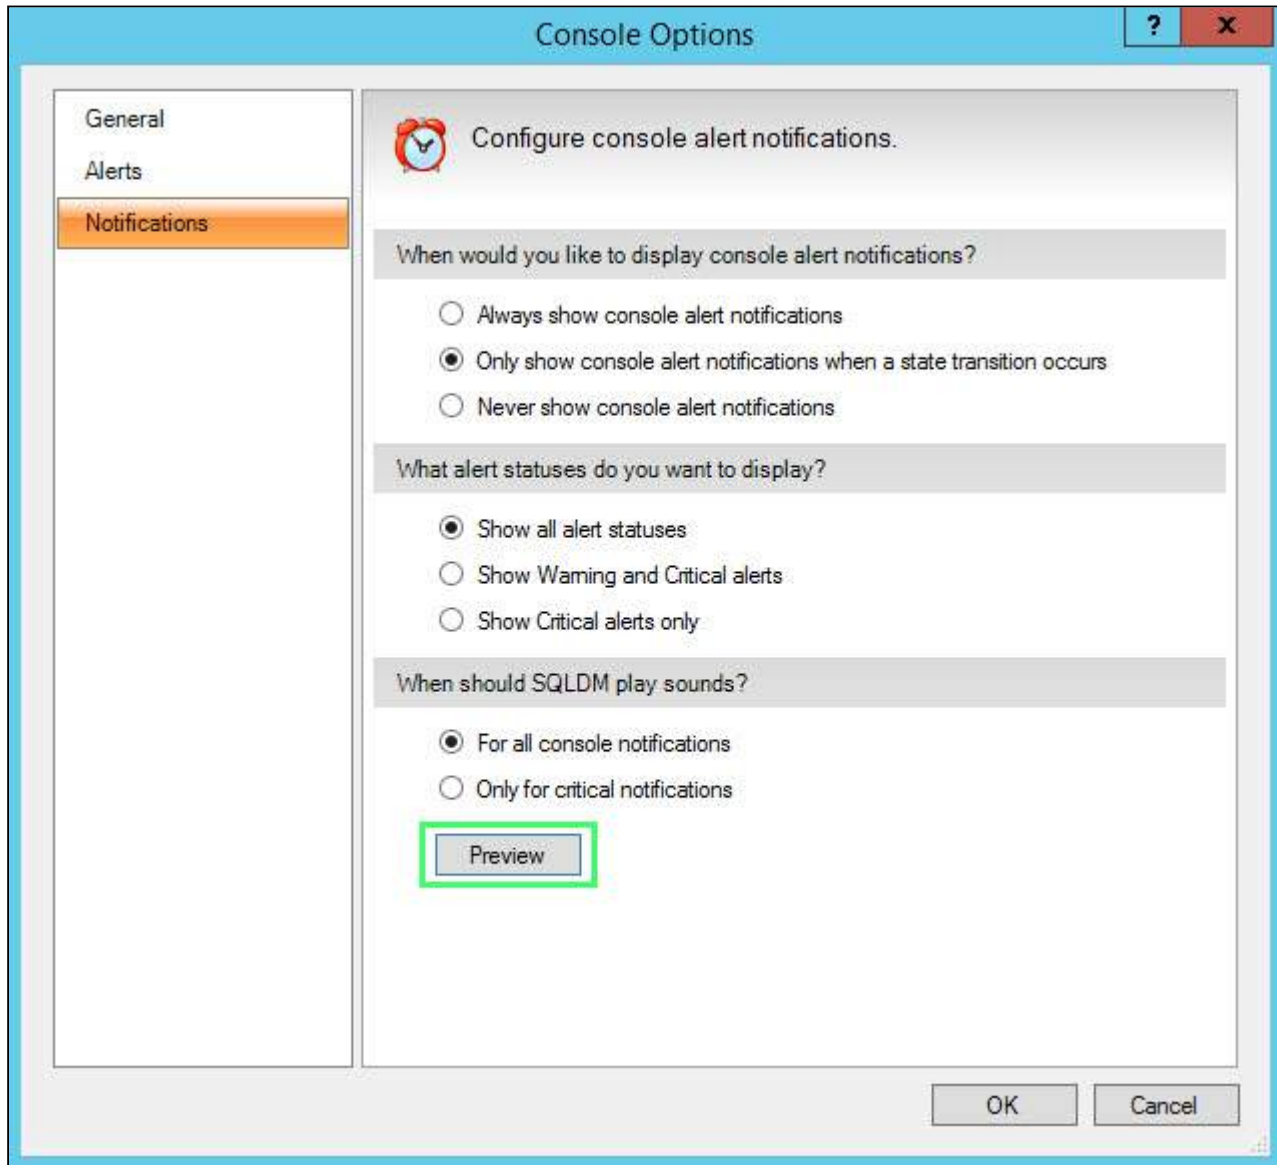 Console Options
?
X
General
Alerts
Notifications
Configure console alert notifications.
When would you like to display console alert notifications?
Always show console alert notifications
Only show console alert notifications when a state transition occurs
Never show console alert notifications
What alert statuses do you want to display?
Show all alert statuses
Show Warning and Critical alerts
Show Critical alerts only
When should SQLDM play sounds?
For all console notifications
Only for critical notifications
Preview
OK
Cancel